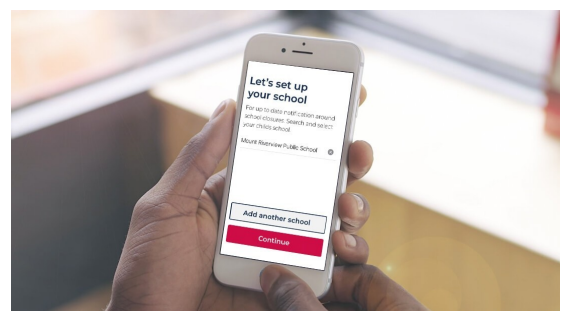 Let's set up
your school
For up to date notification around
school closures. Search and select
your childs school
Mount Riverview Public School
Add another school
Continue